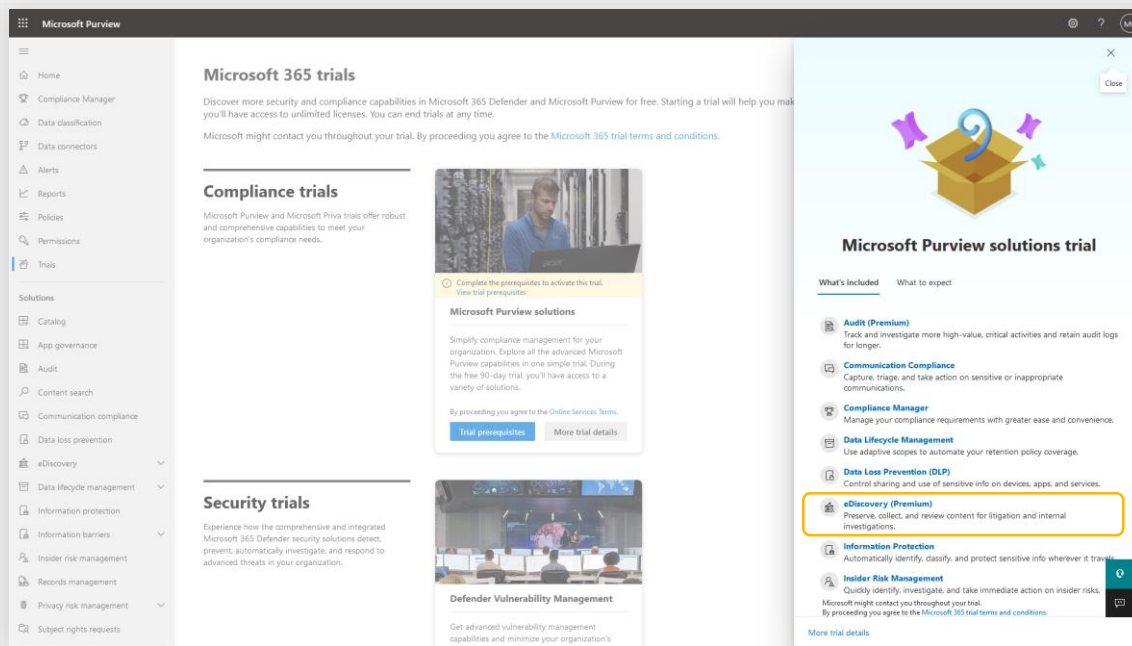 Microsoft Purview
Home
Compliance Manager
Data classification
Data connectors
Alerts
Reports
Policies
Permissions
Trials
Solutions
Catalog
App governance
Audit
Content search
Communication compliance
Data loss prevention
eDiscovery
Data lifecycle management
Information protection
Information barriers
Insider risk management
Records management
Privacy risk management
Subject rights requests
Microsoft 365 trials
Discover more security and compliance capabilities in Microsoft 365 Defender and Microsoft Purview for free. Starting a trial will help you mak
you'll have access to unlimited licenses. You can end trials at any time.
Microsoft might contact you throughout your trial. By proceeding you agree to the Microsoft 365 trial terms and conditions.
Compliance trials
Microsoft Purview and Microsoft Priva trials offer robust
and comprehensive capabilities to meet your
organization's compliance needs.
acer
Complete the prerequisites to activate this trial.
View trial prerequisites
Microsoft Purview solutions
Simplify compliance management for your
organization. Explore all the advanced Microsoft
Purview capabilities in one simple trial. During
the free 90-day trial, you'll have access to a
variety of solutions.
By proceeding you agree to the Online Services Terms.
Trial prerequisites
More trial details
Security trials
Experience how the comprehensive and integrated
Microsoft 365 Defender security solutions detect,
prevent, automatically investigate, and respond to
advanced threats in your organization.
Defender Vulnerability Management
Get advanced vulnerability management
capabilities and minimize your organization's
?
Close
Microsoft Purview solutions trial
What's included
What to expect
Audit (Premium)
Track and investigate more high-value, critical activities and retain audit logs
for longer.
Communication Compliance
Capture, triage, and take action on sensitive or inappropriate
communications.
Compliance Manager
Manage your compliance requirements with greater ease and convenience.
Data Lifecycle Management
Use adaptive scopes to automate your retention policy coverage.
Data Loss Prevention (DLP)
Control sharing and use of sensitive info on devices, apps, and services.
eDiscovery (Premium)
Preserve, collect, and review content for litigation and internal
investigations.
Information Protection
Automatically identify, classify, and protect sensitive info wherever it travels.
Insider Risk Management
Quickly identify, investigate, and take immediate action on insider risks.
Microsoft might contact you throughout your trial.
By proceeding you agree to the Microsoft 365 trial terms and conditions.
More trial details